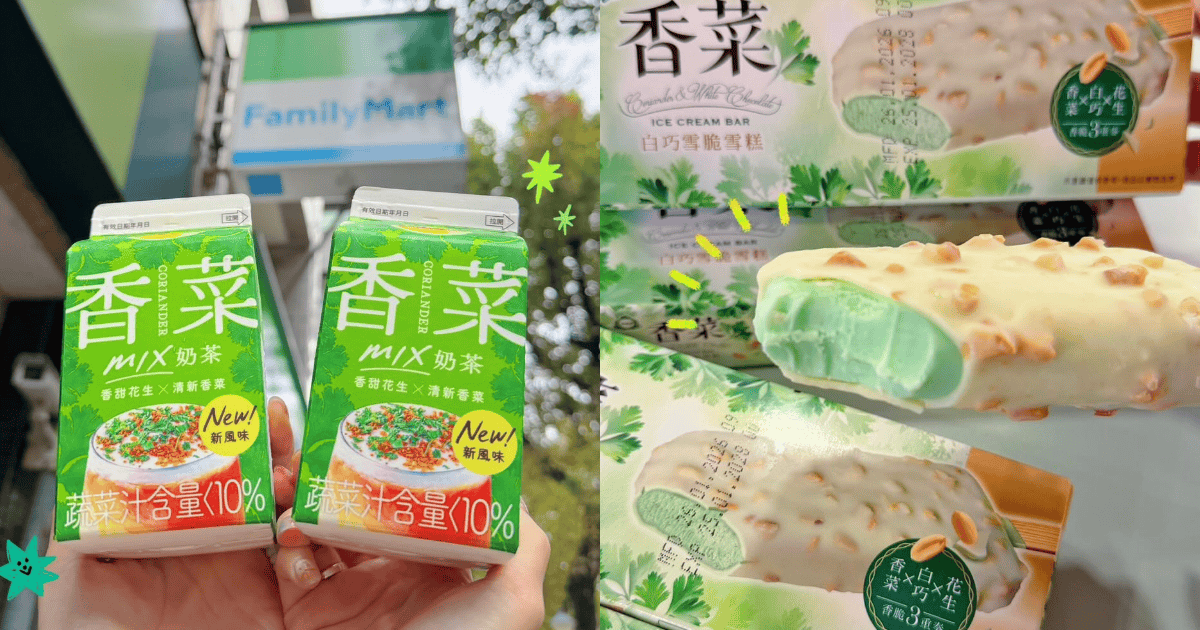 FamilyMart
有效日期年月日
拉開
香菜
CORIANDER
mix奶茶
香甜花生×清新香菜
New!
新風味
蔬菜汁含量<10%
有效日期年月日
拉開
香菜
CORIANDER
mix奶茶
香甜花生×清新香菜
New!
新風味
蔬菜汁含量<10%
香菜
Coriander & White Chocolate
ICE CREAM BAR
白巧雪脆雪糕
香菜×白巧×花生
香脆3重奏
ICE CREAM BAR
白巧雪脆雪糕
香菜
香菜×白巧×花生
香脆3重奏